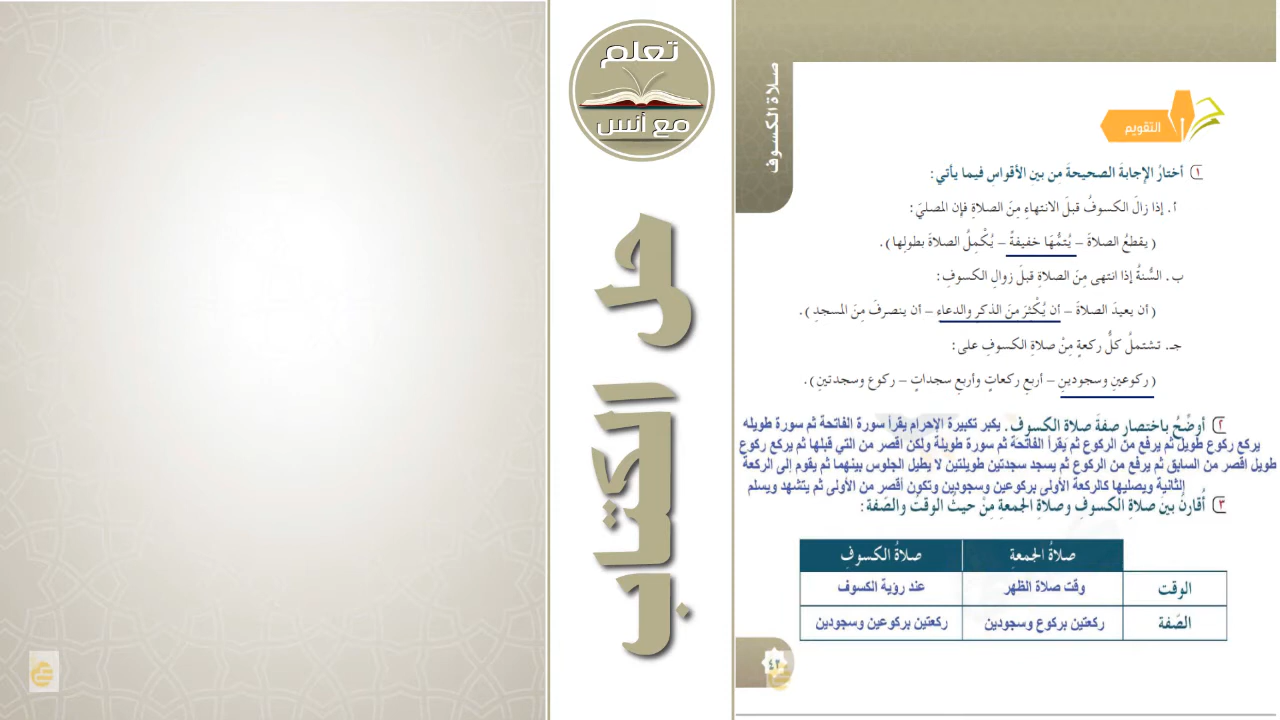 صلاة الكسوف
التقويم
١ أختارُ الإجابةَ الصحيحةَ مِن بينِ الأقواسِ فيما يأتي:
أ. إذا زالَ الكسوفُ قبلَ الانتهاءِ مِنَ الصلاةِ فإن المصليَ:
( يقطعُ الصلاةَ – يُتمُّهَا خفيفةً – يُكْمِلُ الصلاةَ بطولِها).
ب. السُّنةُ إذا انتهى مِنَ الصلاةِ قبلَ زوالِ الكسوفِ:
(أن يعيدَ الصلاةَ – أن يُكْثِرَ مِنَ الذكرِ والدعاءِ – أن ينصرفَ مِنَ المسجدِ ).
جـ. تشتملُ كلُّ ركعةٍ مِنْ صلاةِ الكسوفِ على:
(ركوعينِ وسجودينِ – أربعِ ركعاتٍ وأربعِ سجداتٍ – ركوع وسجدتينِ).
٢ أوضِّحُ باختصارٍ صفةَ صلاةِ الكسوفِ. يكبر تكبيرة الإحرام يقرأ سورة الفاتحة ثم سورة طويله
يركع ركوع طويل ثم يرفع من الركوع ثم يقرأ الفاتحة ثم سورة طويلة ولكن اقصر من التي قبلها ثم يركع ركوع
طويل اقصر من السابق ثم يرفع من الركوع ثم يسجد سجدتين طويلتين لا يطيل الجلوس بينهما ثم يقوم إلى الركعة
الثانية ويصليها كالركعة الأولى بركوعين وسجودين وتكون أقصر من الأولى ثم يتشهد ويسلم
٣ أُقارنُ بينَ صلاةِ الكسوفِ وصلاةِ الجمعةِ مِنْ حيثُ الوقتُ والصفة:
صلاةُ الجمعةِ صلاةُ الكسوفِ
الوقت وقت صلاة الظهر عند رؤية الكسوف
الصّفة ركعتين بركوع وسجودين ركعتين بركوعين وسجودين
٤٢
تعلم
مع أنس
حل الكتاب